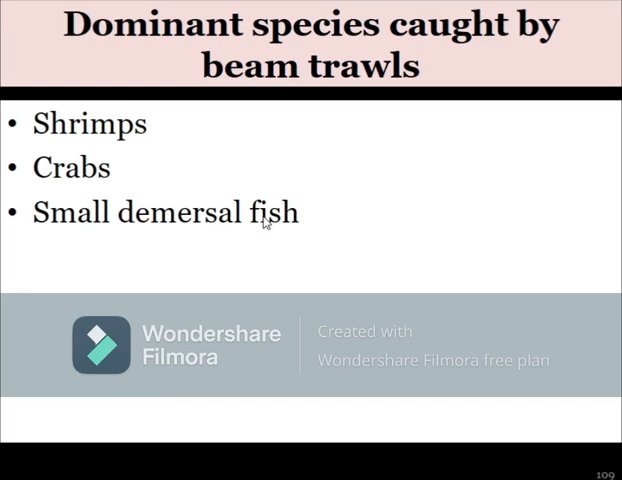 Dominant species caught by
beam trawls
• Shrimps
• Crabs
• Small demersal fish
Wondershare
Filmora
Created with
Wondershare Filmora free plan
109